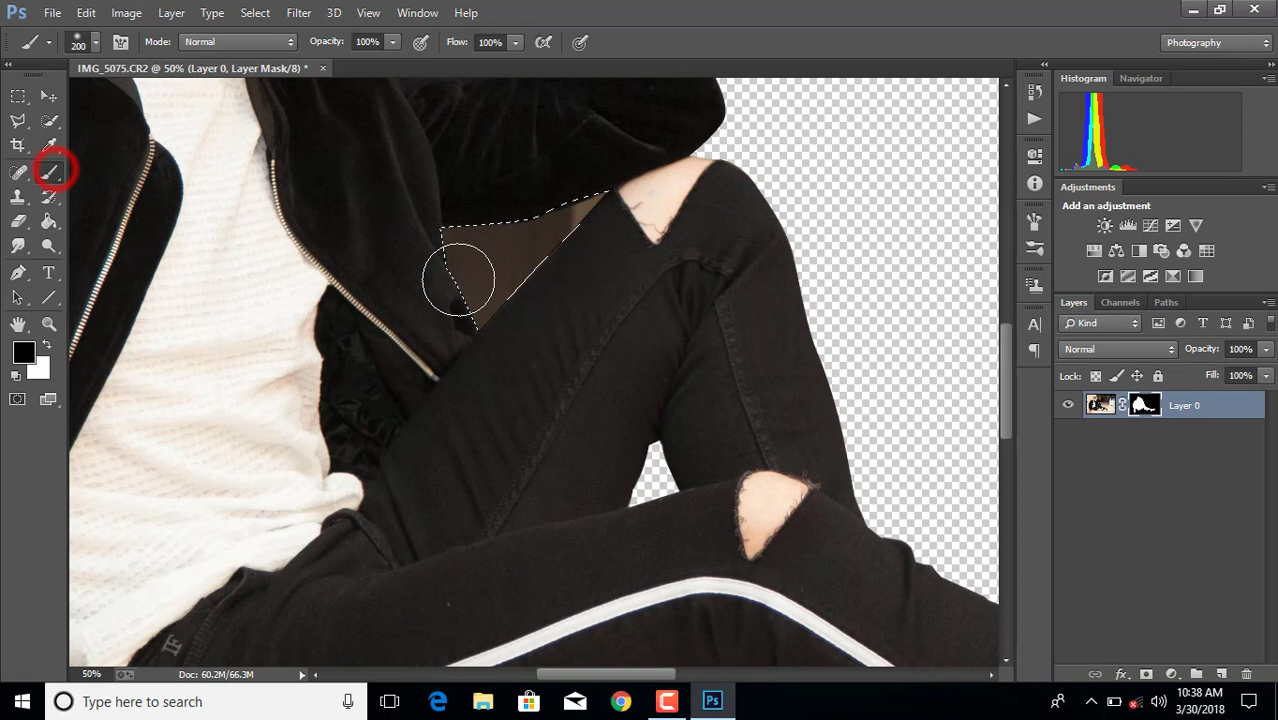 Ps File Edit Image Layer Type Select Filter 3D View Window Help
200 Mode: Normal Opacity: 100% Flow: 100% Photography
IMG_5075.CR2 @ 50% (Layer 0, Layer Mask/8) * ×
Histogram Navigator
Adjustments
Add an adjustment
Layers Channels Paths
Kind
Normal Opacity: 100%
Lock: Fill: 100%
Layer 0
50% Doc: 60.2M/66.3M
Type here to search
Ps
10:38 AM
3/30/2018